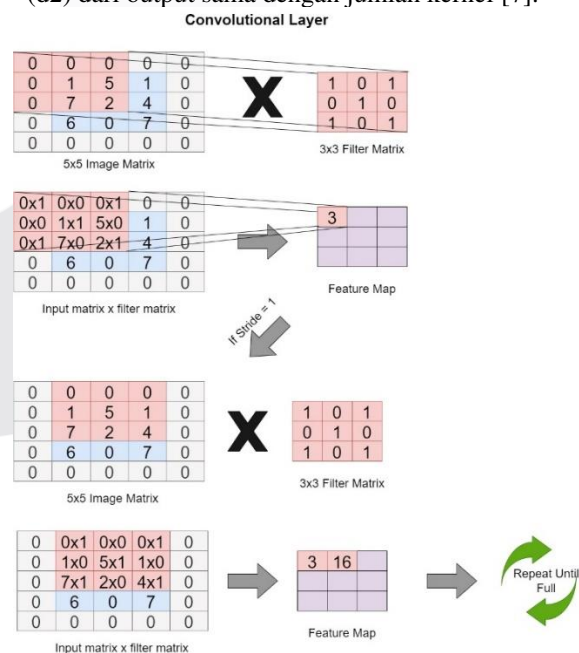 (d2) dari output sama dengan jumlah kernel [7].
Convolutional Layer
0 0 0 0 0
0 1 5 1 0
0 7 2 4 0
0 6 0 7 0
0 0 0 0 0
5x5 Image Matrix
X
1 0 1
0 1 0
1 0 1
3x3 Filter Matrix
0x1 0x0 0x1 0 0
0x0 1x1 5x0 1 0
0x1 7x0 2x1 4 0
0 6 0 7 0
0 0 0 0 0
Input matrix x filter matrix
3
Feature Map
If Stride = 1
0 0 0 0 0
0 1 5 1 0
0 7 2 4 0
0 6 0 7 0
0 0 0 0 0
5x5 Image Matrix
X
1 0 1
0 1 0
1 0 1
3x3 Filter Matrix
0 0x1 0x0 0x1 0
0 1x0 5x1 1x0 0
0 7x1 2x0 4x1 0
0 6 0 7 0
0 0 0 0 0
Input matrix x filter matrix
3 16
Feature Map
Repeat Until
Full